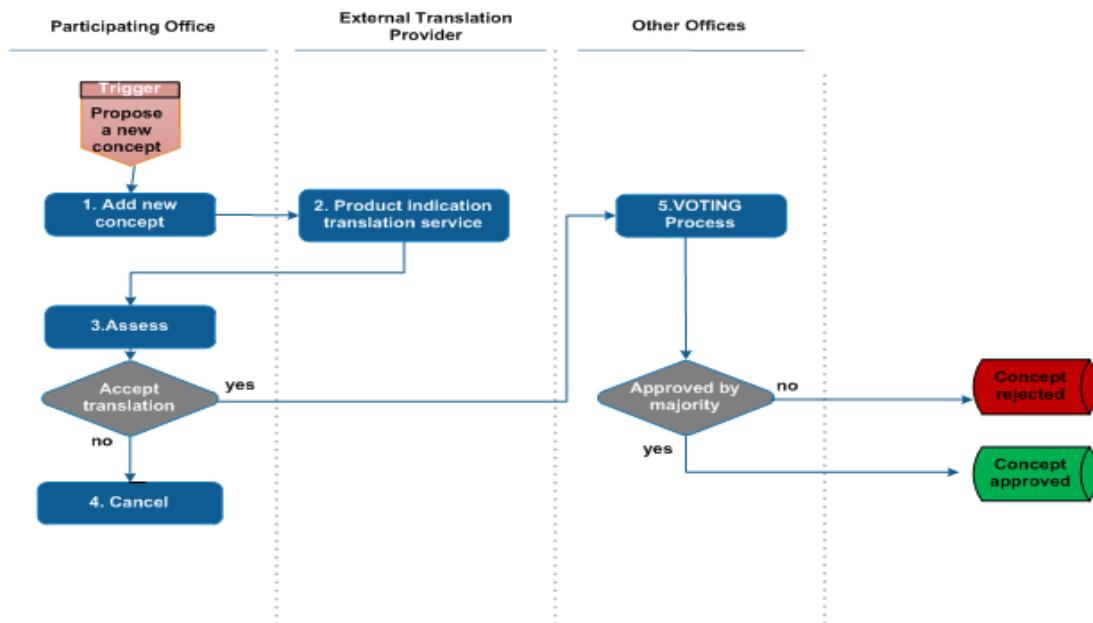 Participating Office
External Translation
Provider
Other Offices
Trigger
Propose
a new
concept
1. Add new
concept
2. Product indication
translation service
5.VOTING
Process
3.Assess
Accept
translation
yes
no
4. Cancel
Approved by
majority
no
yes
Concept
rejected
Concept
approved